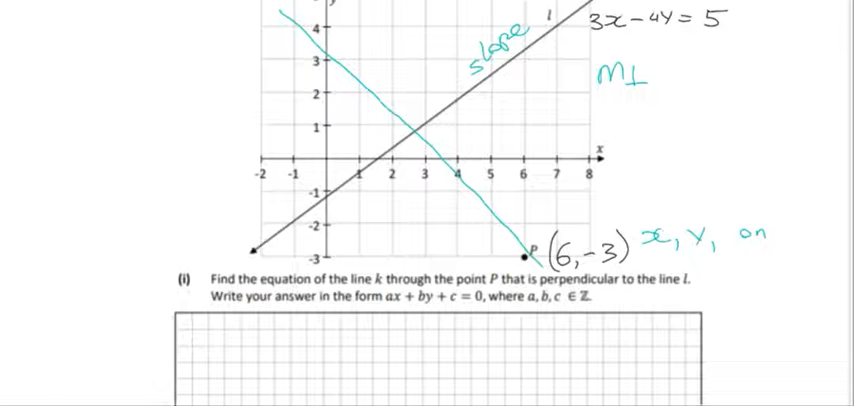 y
4
3
2
1
-2 -1 1 2 3 4 5 6 7 8 x
-1
-2
-3
l
slope
3x-4y=5
M⊥
P (6,-3) x, y, on
(i) Find the equation of the line k through the point P that is perpendicular to the line l.
Write your answer in the form ax + by + c = 0, where a, b, c ∈ ℤ.